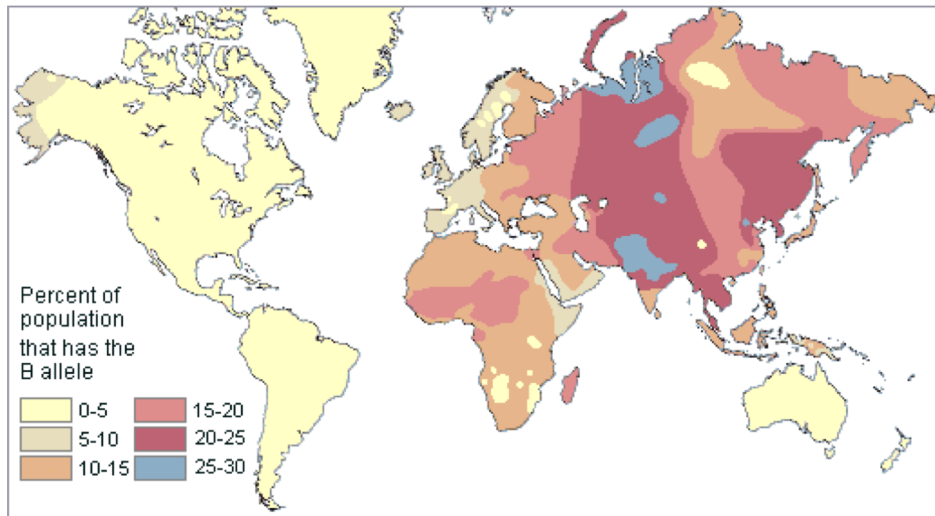 Percent of
population
that has the
B allele
0-5
15-20
5-10
20-25
10-15
25-30